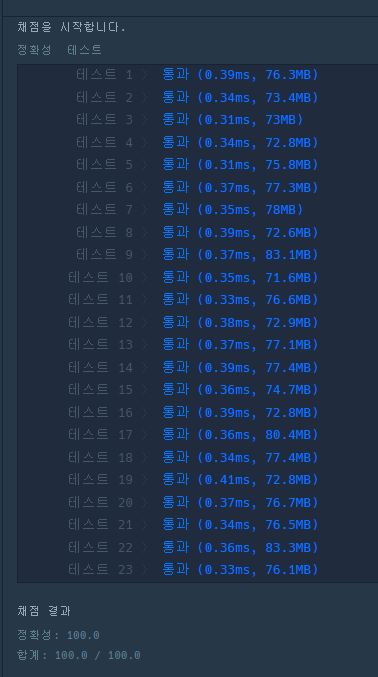 채점을 시작합니다.
정확성 테스트
테스트 1 〉 통과 (0.39ms, 76.3MB)
테스트 2 〉 통과 (0.34ms, 73.4MB)
테스트 3 〉 통과 (0.31ms, 73MB)
테스트 4 〉 통과 (0.34ms, 72.8MB)
테스트 5 〉 통과 (0.31ms, 75.8MB)
테스트 6 〉 통과 (0.37ms, 77.3MB)
테스트 7 〉 통과 (0.35ms, 78MB)
테스트 8 〉 통과 (0.39ms, 72.6MB)
테스트 9 〉 통과 (0.37ms, 83.1MB)
테스트 10 〉 통과 (0.35ms, 71.6MB)
테스트 11 〉 통과 (0.33ms, 76.6MB)
테스트 12 〉 통과 (0.38ms, 72.9MB)
테스트 13 〉 통과 (0.37ms, 77.1MB)
테스트 14 〉 통과 (0.39ms, 77.4MB)
테스트 15 〉 통과 (0.36ms, 74.7MB)
테스트 16 〉 통과 (0.39ms, 72.8MB)
테스트 17 〉 통과 (0.36ms, 80.4MB)
테스트 18 〉 통과 (0.34ms, 77.4MB)
테스트 19 〉 통과 (0.41ms, 72.8MB)
테스트 20 〉 통과 (0.37ms, 76.7MB)
테스트 21 〉 통과 (0.34ms, 76.5MB)
테스트 22 〉 통과 (0.36ms, 83.3MB)
테스트 23 〉 통과 (0.33ms, 76.1MB)
채점 결과
정확성: 100.0
합계: 100.0 / 100.0